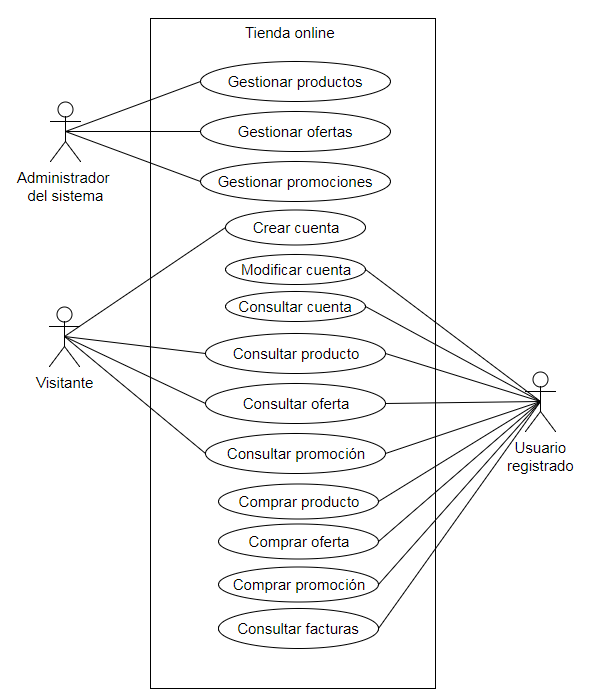 Tienda online
Gestionar productos
Gestionar ofertas
Gestionar promociones
Administrador
del sistema
Crear cuenta
Modificar cuenta
Consultar cuenta
Consultar producto
Visitante
Consultar oferta
Consultar promoción
Usuario
registrado
Comprar producto
Comprar oferta
Comprar promoción
Consultar facturas